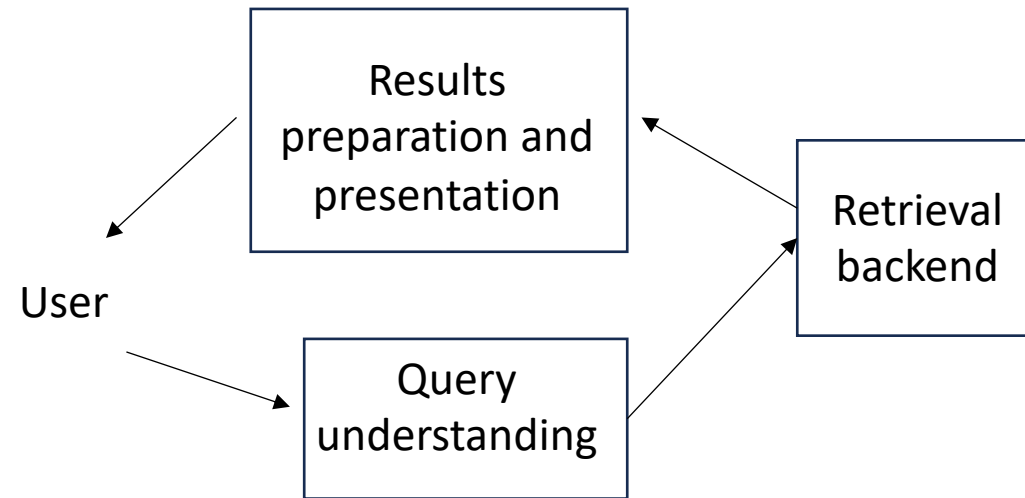 Results
preparation and
presentation
Retrieval
backend
User
Query
understanding